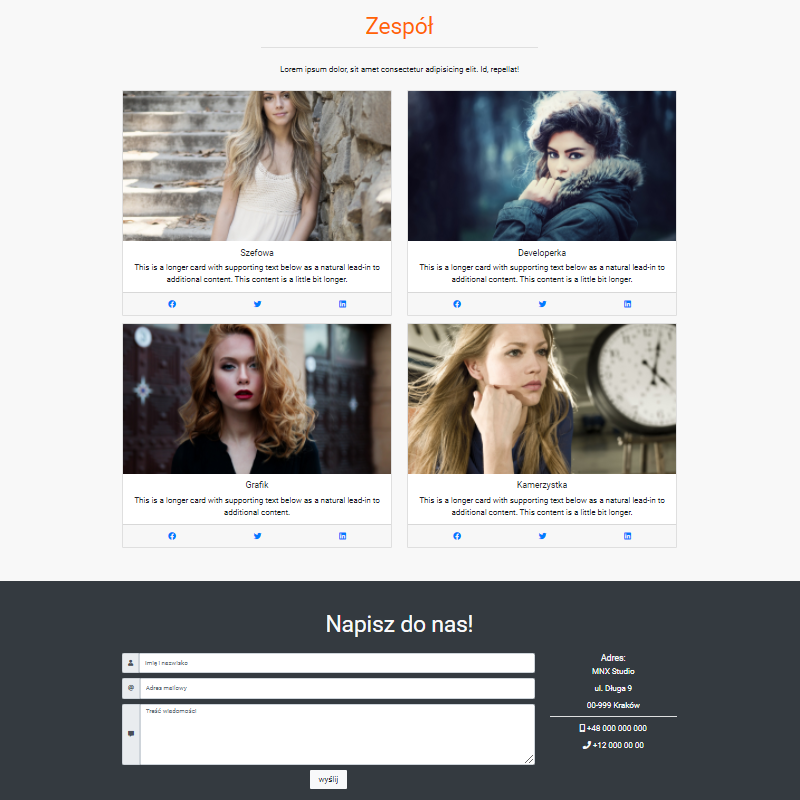 Zespół
Lorem ipsum dolor, sit amet consectetur adipisicing elit. Id, repellat!
Szefowa
This is a longer card with supporting text below as a natural lead-in to
additional content. This content is a little bit longer.
Developerka
This is a longer card with supporting text below as a natural lead-in to
additional content. This content is a little bit longer.
Grafik
This is a longer card with supporting text below as a natural lead-in to
additional content.
Kamerzystka
This is a longer card with supporting text below as a natural lead-in to
additional content. This content is a little bit longer.
Napisz do nas!
Imię i nazwisko
@ Adres mailowy
Treść wiadomości
wyślij
Adres:
MNX Studio
ul. Długa 9
00-999 Kraków
+48 000 000 000
+12 000 00 00